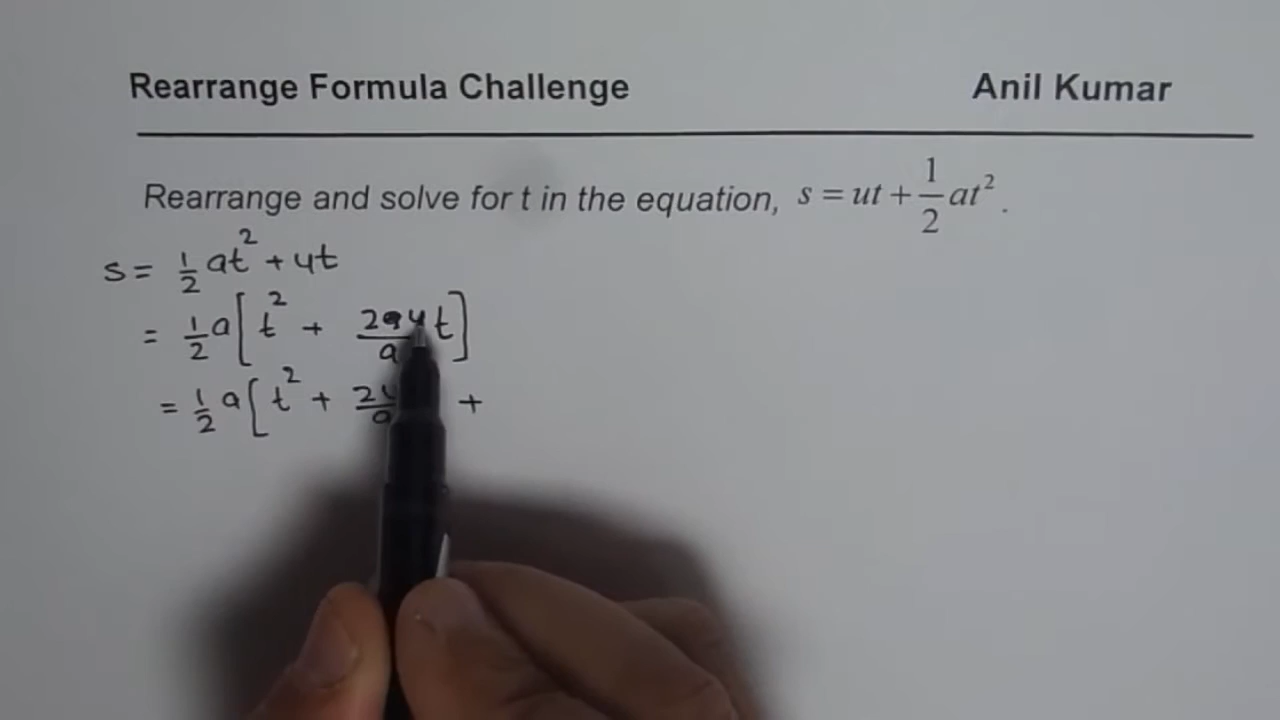 Rearrange Formula Challenge Anil Kumar
Rearrange and solve for t in the equation, s = ut + 1/2 at² .
s = 1/2 at² + ut
= 1/2 a[t² + 2au/a t]
= 1/2 a[t² + 2u/a +